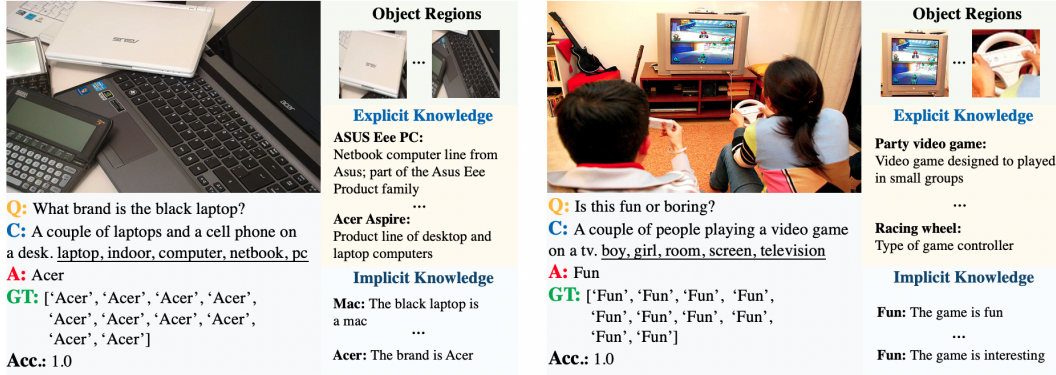 ASUS
acer
Object Regions
...
Explicit Knowledge
ASUS Eee PC:
Netbook computer line from
Asus; part of the Asus Eee
Product family
...
Acer Aspire:
Product line of desktop and
laptop computers
Implicit Knowledge
Mac: The black laptop is
a mac
...
Acer: The brand is Acer
Q: What brand is the black laptop?
C: A couple of laptops and a cell phone on
a desk. laptop, indoor, computer, netbook, pc
A: Acer
GT: [‘Acer’, ‘Acer’, ‘Acer’, ‘Acer’,
‘Acer’, ‘Acer’, ‘Acer’, ‘Acer’,
‘Acer’, ‘Acer’]
Acc.: 1.0
Object Regions
...
Explicit Knowledge
Party video game:
Video game designed to played
in small groups
...
Racing wheel:
Type of game controller
Implicit Knowledge
Fun: The game is fun
...
Fun: The game is interesting
Q: Is this fun or boring?
C: A couple of people playing a video game
on a tv. boy, girl, room, screen, television
A: Fun
GT: [‘Fun’, ‘Fun’, ‘Fun’, ‘Fun’,
‘Fun’, ‘Fun’, ‘Fun’, ‘Fun’,
‘Fun’, ‘Fun’]
Acc.: 1.0